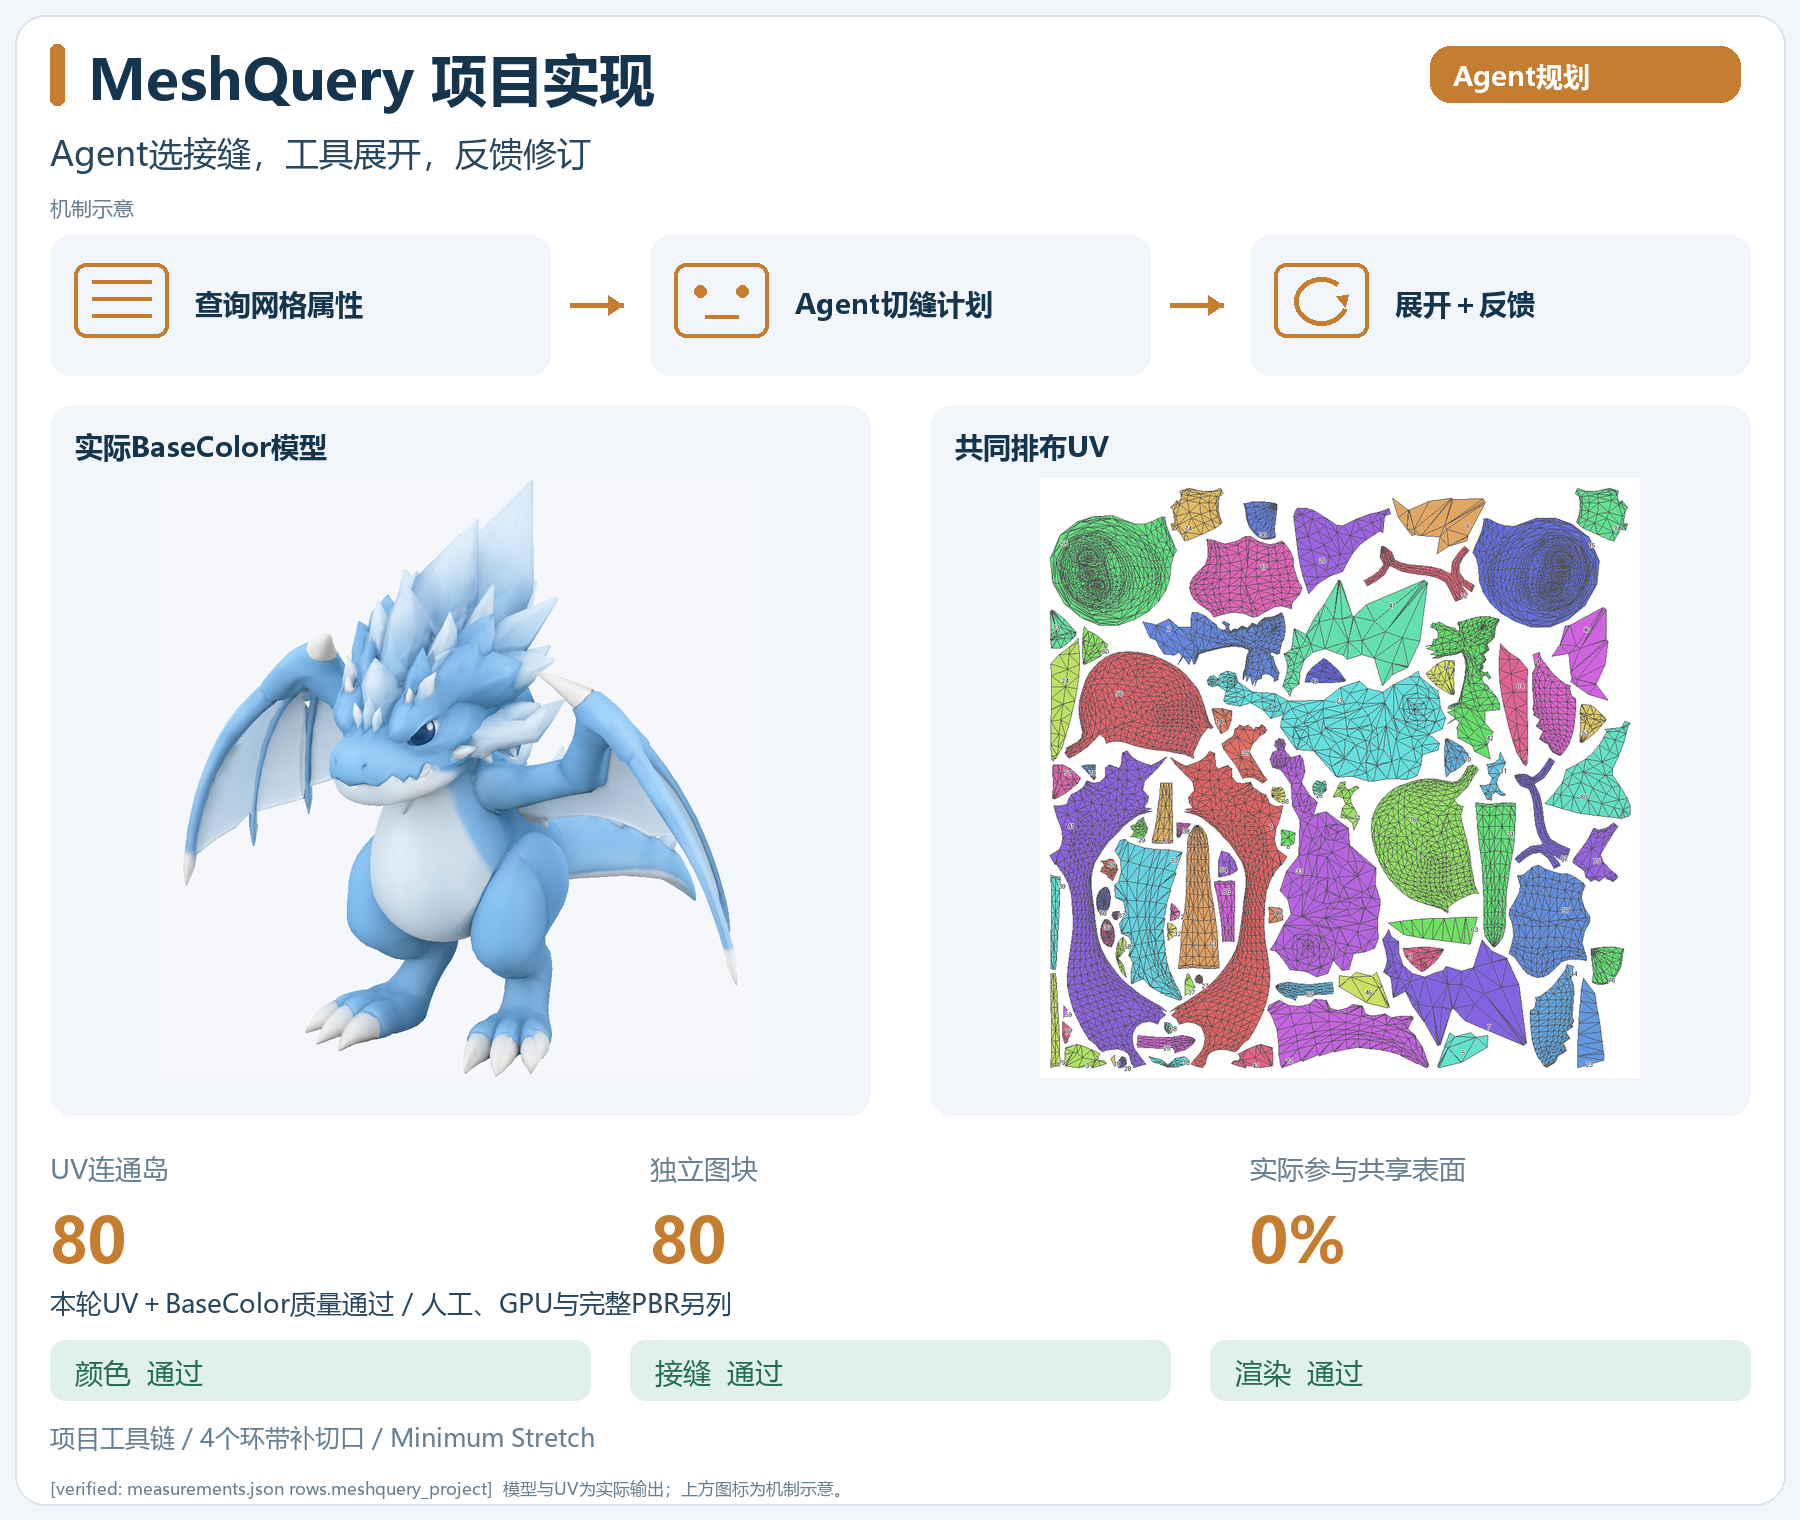 MeshQuery 项目实现
Agent规划
Agent选接缝，工具展开，反馈修订
机制示意
查询网格属性
Agent切缝计划
展开+反馈
实际BaseColor模型
共同排布UV
UV连通岛
独立图块
实际参与共享表面
80
80
0%
本轮UV + BaseColor质量通过 / 人工、GPU与完整PBR另列
颜色 通过
接缝 通过
渲染 通过
项目工具链 / 4个环带补切口 / Minimum Stretch
[verified: measurements.json rows.meshquery_project] 模型与UV为实际输出；上方图标为机制示意。